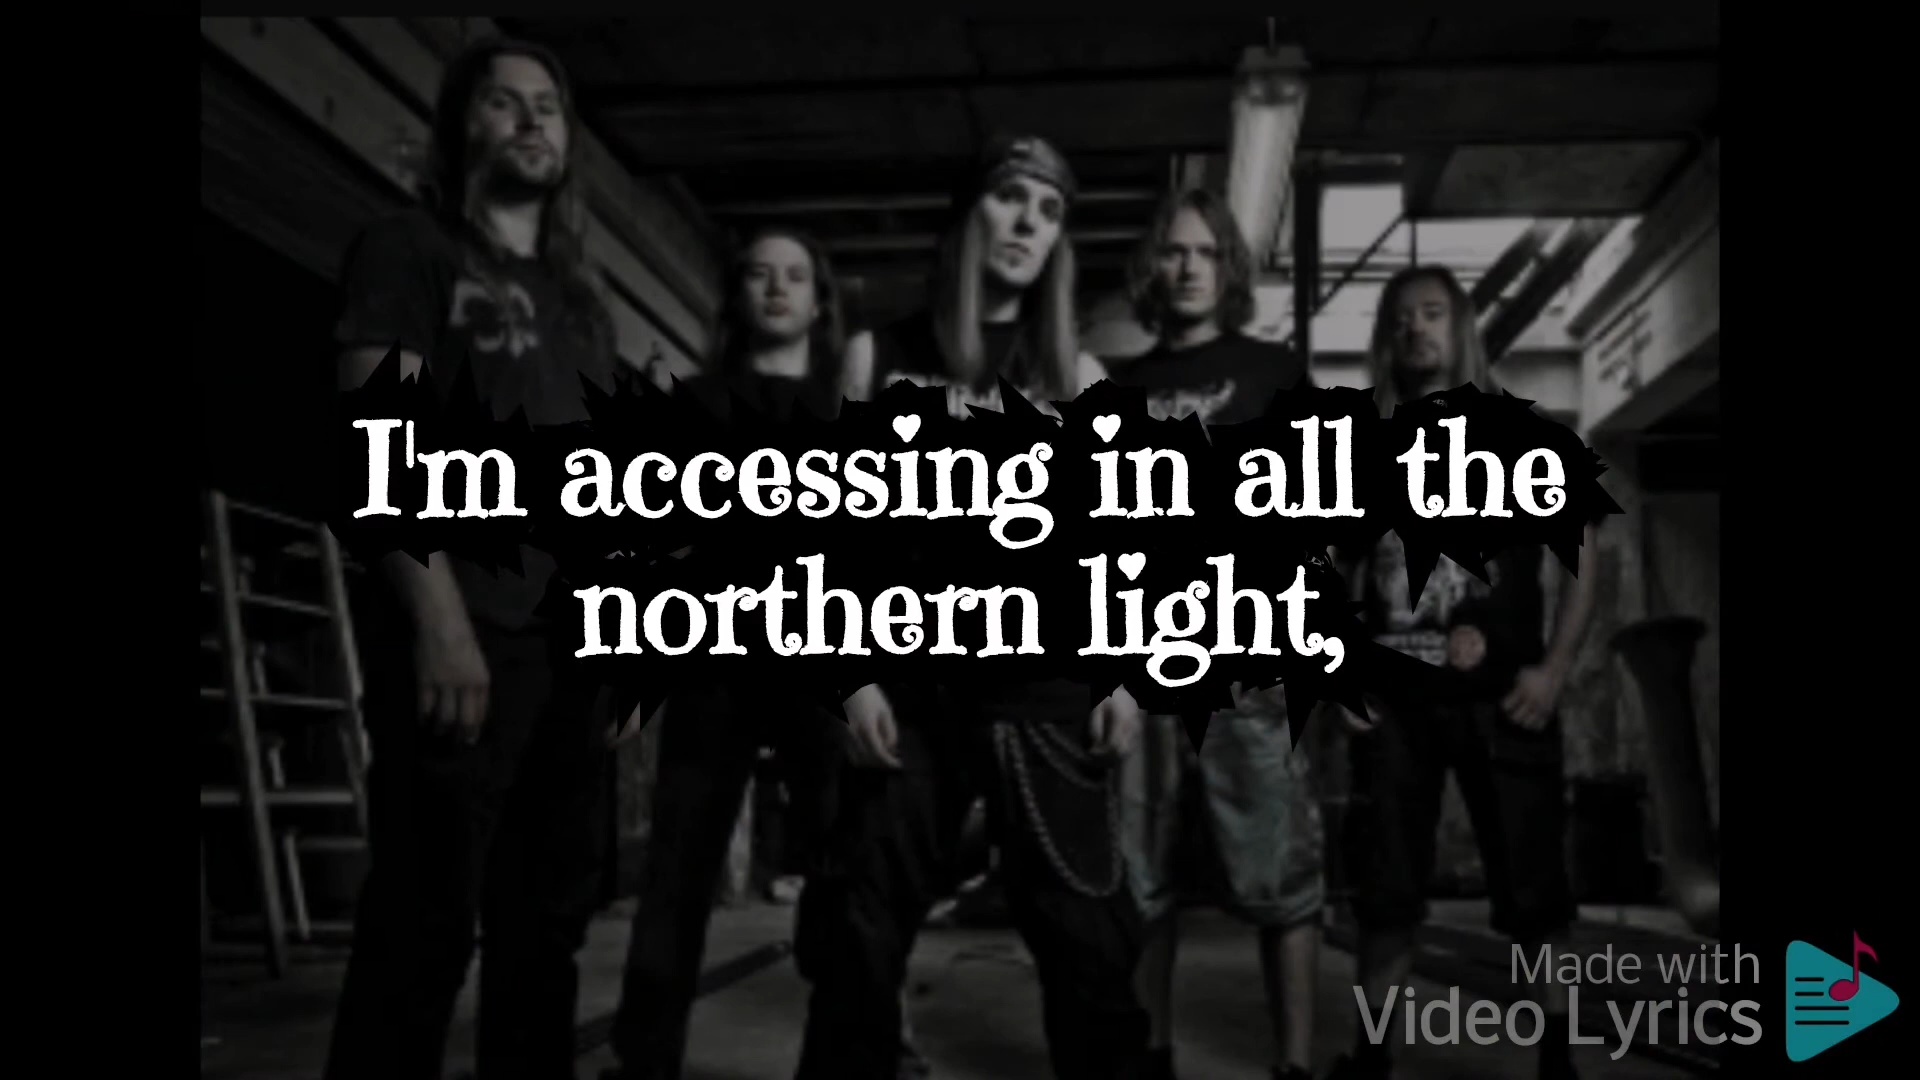 I'm accessing in all the
northern light,
Made with
Video Lyrics